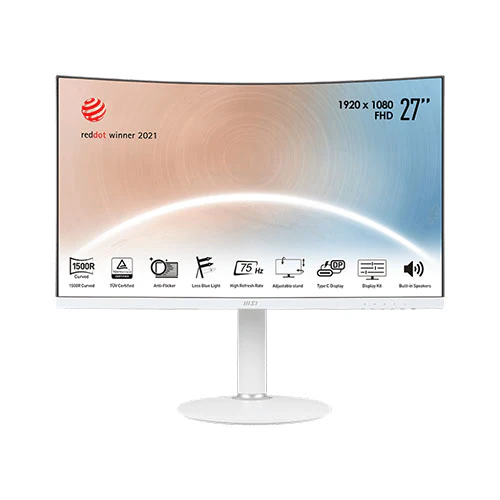 reddot winner 2021
1920 x 1080
FHD
27’’
1500R
Curved
1500R Curved
TÜV Certified
Anti-Flicker
Less Blue Light
75 Hz
High Refresh Rate
Adjustable stand
DP
Type C Display
Display Kit
Built-in Speakers
msi